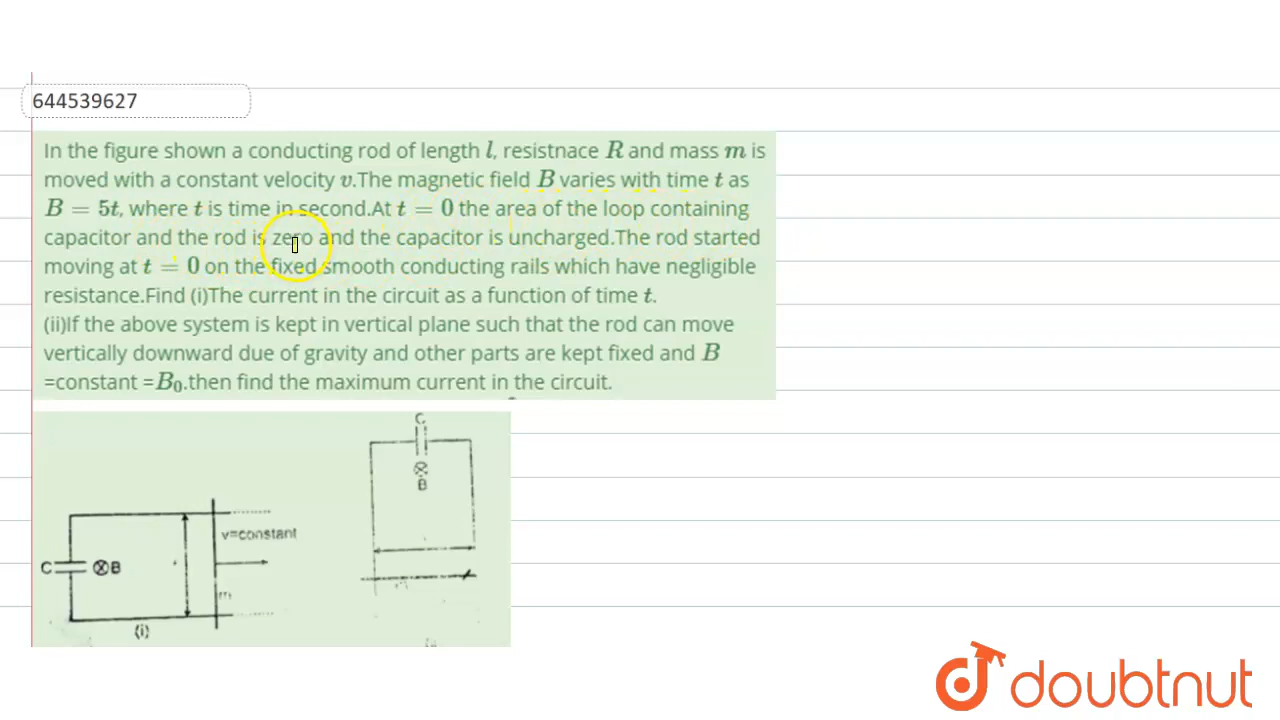 644539627
In the figure shown a conducting rod of length l, resistnace R and mass m is
moved with a constant velocity v.The magnetic field B varies with time t as
B = 5t, where t is time in second.At t = 0 the area of the loop containing
capacitor and the rod is zero and the capacitor is uncharged.The rod started
moving at t = 0 on the fixed smooth conducting rails which have negligible
resistance.Find (i)The current in the circuit as a function of time t.
(ii)If the above system is kept in vertical plane such that the rod can move
vertically downward due of gravity and other parts are kept fixed and B
=constant =B₀.then find the maximum current in the circuit.
C
B
v=constant
C ⊗B
m
(i)
doubtnut